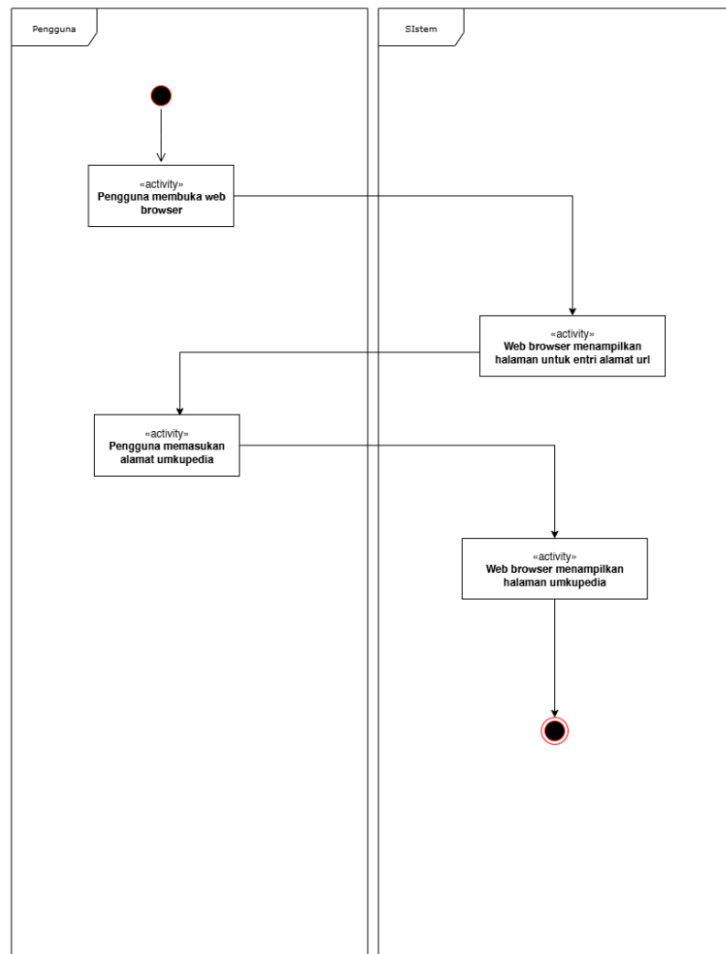 Pengguna
SIstem
«activity»
Pengguna membuka web
browser
«activity»
Web browser menampilkan
halaman untuk entri alamat url
«activity»
Pengguna memasukan
alamat umkupedia
«activity»
Web browser menampilkan
halaman umkupedia